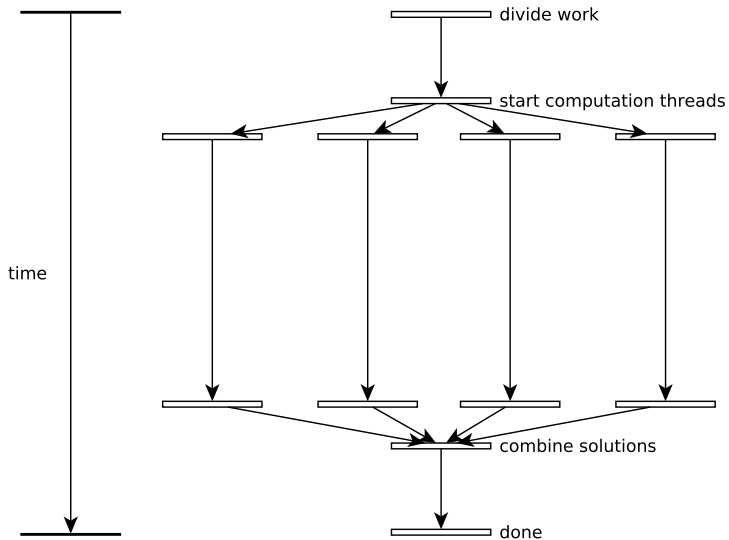 divide work
start computation threads
time
combine solutions
done